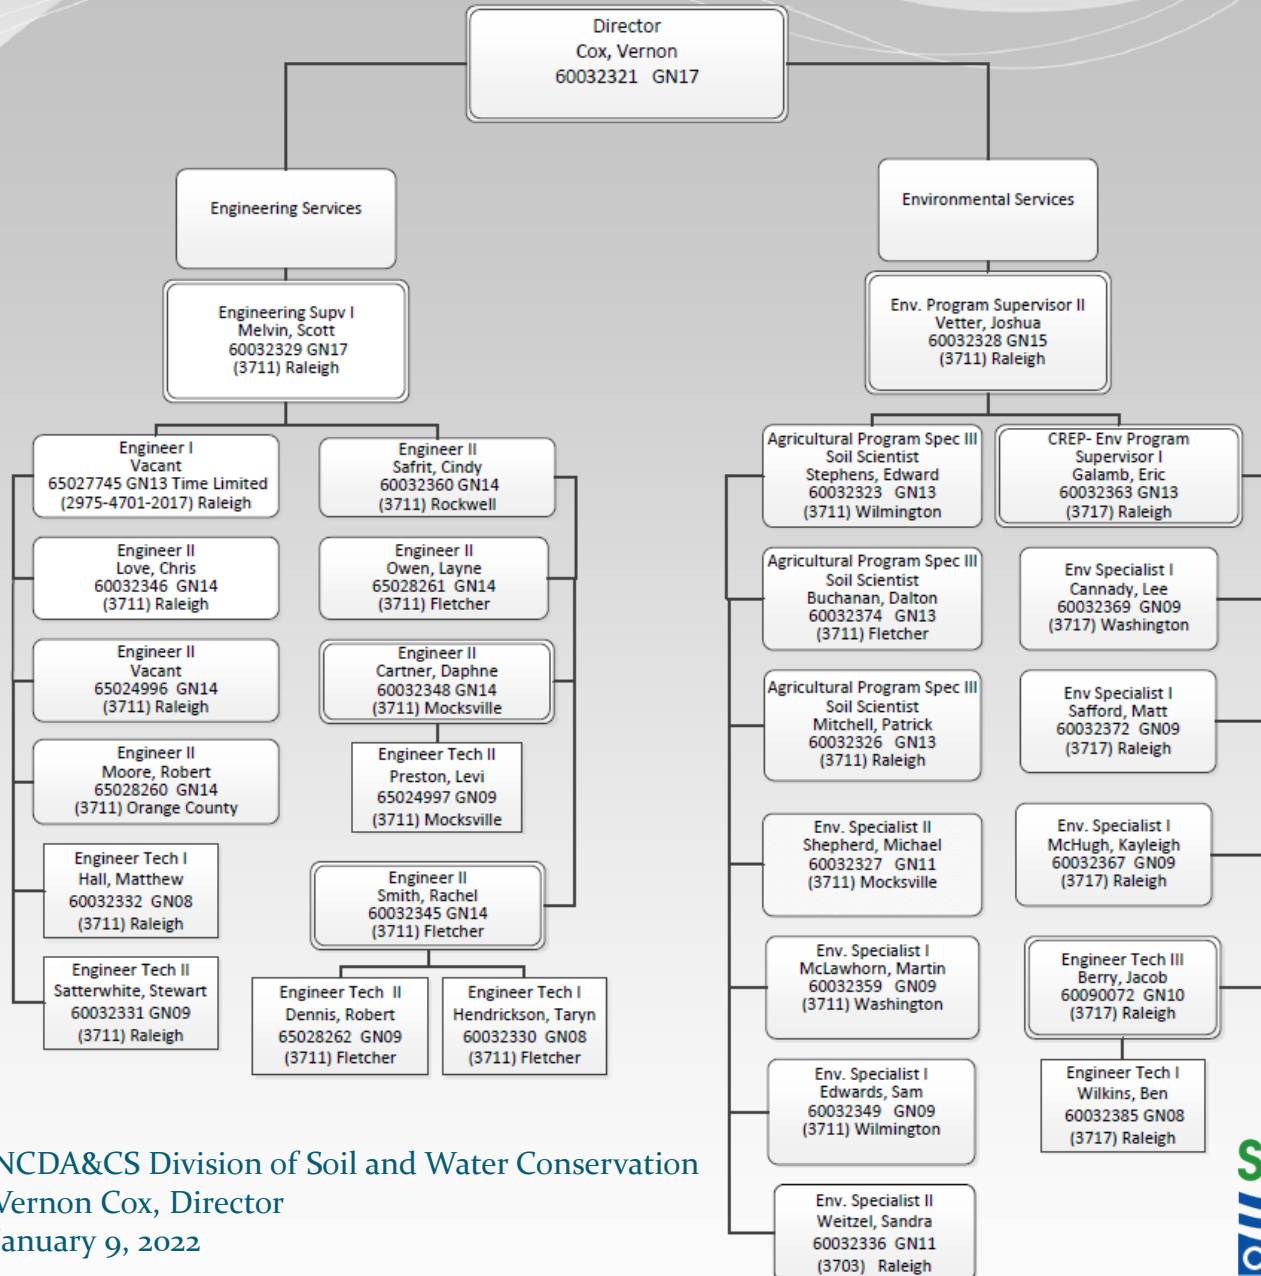 Director
Cox, Vernon
60032321 GN17
Engineering Services
Engineering Supv I
Melvin, Scott
60032329 GN17
(3711) Raleigh
Engineer I
Vacant
65027745 GN13 Time Limited
(2975-4701-2017) Raleigh
Engineer II
Love, Chris
60032346 GN14
(3711) Raleigh
Engineer II
Vacant
65024996 GN14
(3711) Raleigh
Engineer II
Moore, Robert
65028260 GN14
(3711) Orange County
Engineer Tech I
Hall, Matthew
60032332 GN08
(3711) Raleigh
Engineer Tech II
Satterwhite, Stewart
60032331 GN09
(3711) Raleigh
Engineer II
Safrit, Cindy
60032360 GN14
(3711) Rockwell
Engineer II
Owen, Layne
65028261 GN14
(3711) Fletcher
Engineer II
Cartner, Daphne
60032348 GN14
(3711) Mocksville
Engineer Tech II
Preston, Levi
65024997 GN09
(3711) Mocksville
Engineer II
Smith, Rachel
60032345 GN14
(3711) Fletcher
Engineer Tech II
Dennis, Robert
65028262 GN09
(3711) Fletcher
Engineer Tech I
Hendrickson, Taryn
60032330 GN08
(3711) Fletcher
Environmental Services
Env. Program Supervisor II
Vetter, Joshua
60032328 GN15
(3711) Raleigh
Agricultural Program Spec III
Soil Scientist
Stephens, Edward
60032323 GN13
(3711) Wilmington
Agricultural Program Spec III
Soil Scientist
Buchanan, Dalton
60032374 GN13
(3711) Fletcher
Agricultural Program Spec III
Soil Scientist
Mitchell, Patrick
60032326 GN13
(3711) Raleigh
Env. Specialist II
Shepherd, Michael
60032327 GN11
(3711) Mocksville
Env. Specialist I
McLawhorn, Martin
60032359 GN09
(3711) Washington
Env. Specialist I
Edwards, Sam
60032349 GN09
(3711) Wilmington
Env. Specialist II
Weitzel, Sandra
60032336 GN11
(3703) Raleigh
CREP- Env Program
Supervisor I
Galamb, Eric
60032363 GN13
(3717) Raleigh
Env Specialist I
Cannady, Lee
60032369 GN09
(3717) Washington
Env Specialist I
Safford, Matt
60032372 GN09
(3717) Raleigh
Env. Specialist I
McHugh, Kayleigh
60032367 GN09
(3717) Raleigh
Engineer Tech III
Berry, Jacob
60090072 GN10
(3717) Raleigh
Engineer Tech I
Wilkins, Ben
60032385 GN08
(3717) Raleigh
NCDA&CS Division of Soil and Water Conservation
Vernon Cox, Director
January 9, 2022
S